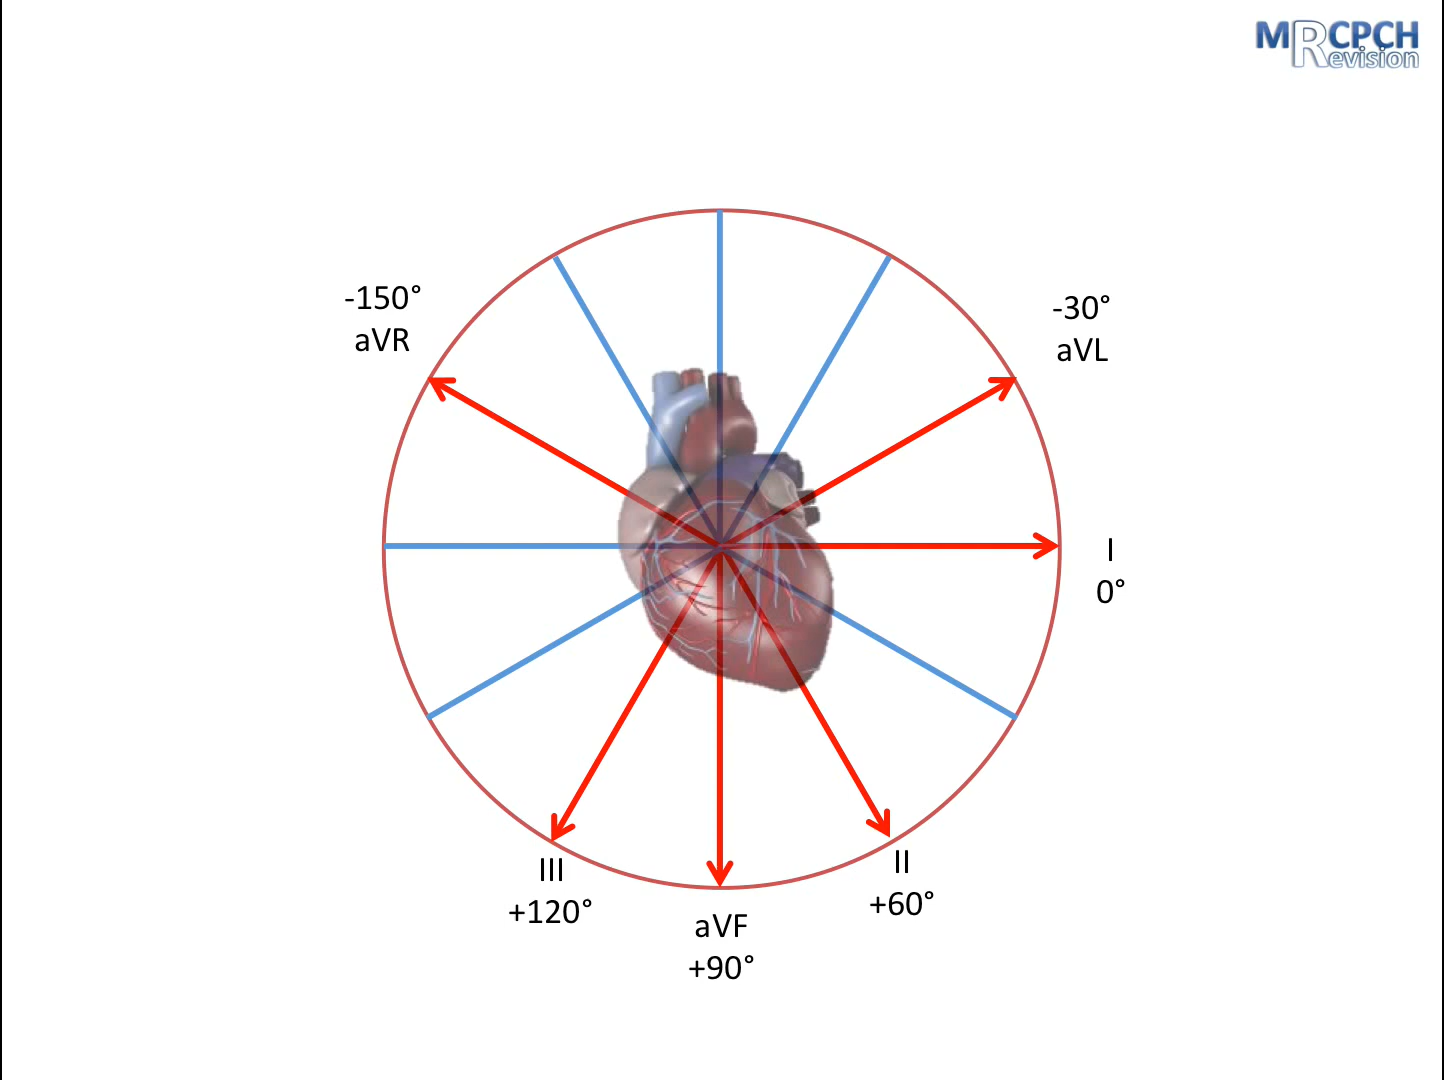 MRCPCH
Revision
-150°
aVR
-30°
aVL
I
0°
III
+120°
aVF
+90°
II
+60°